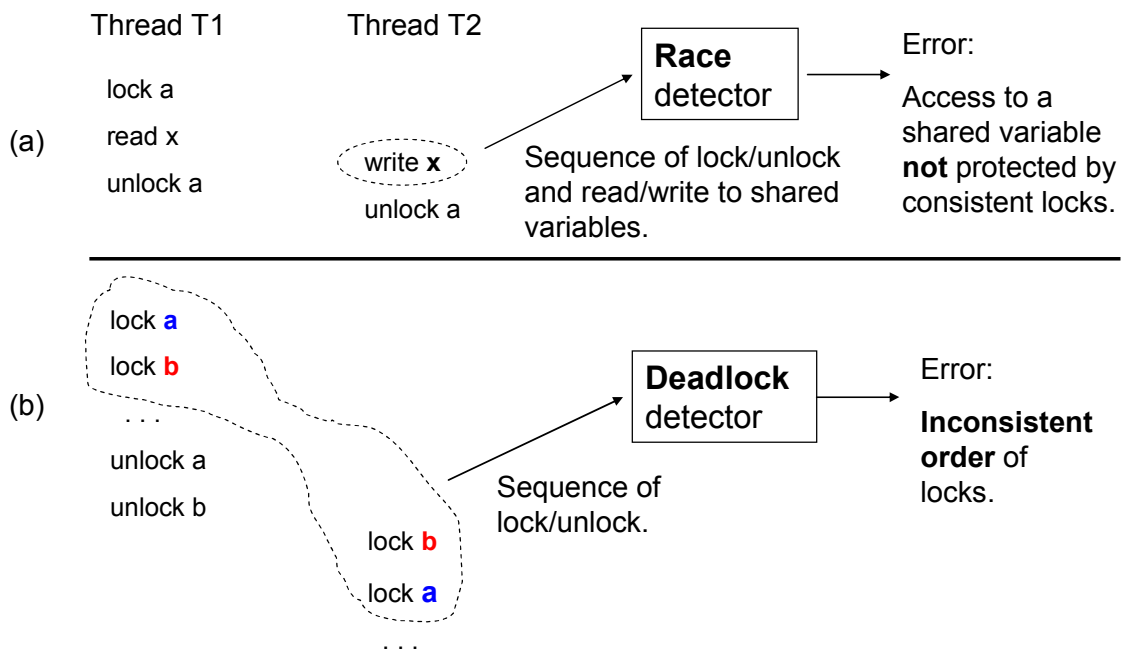 Thread T1
Thread T2
(a)
lock a
read x
unlock a
write x
unlock a
Race
detector
Sequence of lock/unlock
and read/write to shared
variables.
Error:
Access to a
shared variable
not protected by
consistent locks.
(b)
lock a
lock b
. . .
unlock a
unlock b
lock b
lock a
. . .
Deadlock
detector
Sequence of
lock/unlock.
Error:
Inconsistent
order of
locks.